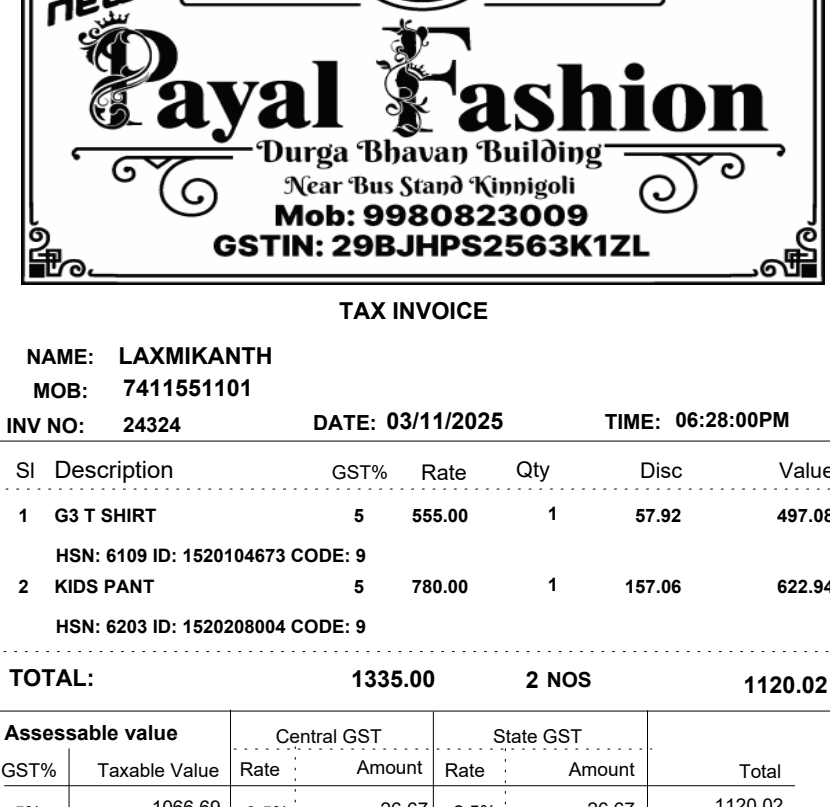 new
Payal Fashion
Durga Bhavan Building
Near Bus Stand Kinnigoli
Mob: 9980823009
GSTIN: 29BJHPS2563K1ZL
TAX INVOICE
NAME: LAXMIKANTH
MOB: 7411551101
INV NO: 24324 DATE: 03/11/2025 TIME: 06:28:00PM
Sl Description GST% Rate Qty Disc Value
1 G3 T SHIRT 5 555.00 1 57.92 497.08
HSN: 6109 ID: 1520104673 CODE: 9
2 KIDS PANT 5 780.00 1 157.06 622.94
HSN: 6203 ID: 1520208004 CODE: 9
TOTAL: 1335.00 2 NOS 1120.02
Assessable value Central GST State GST
GST% Taxable Value Rate Amount Rate Amount Total
1066.69 26.67 26.67 1120.02